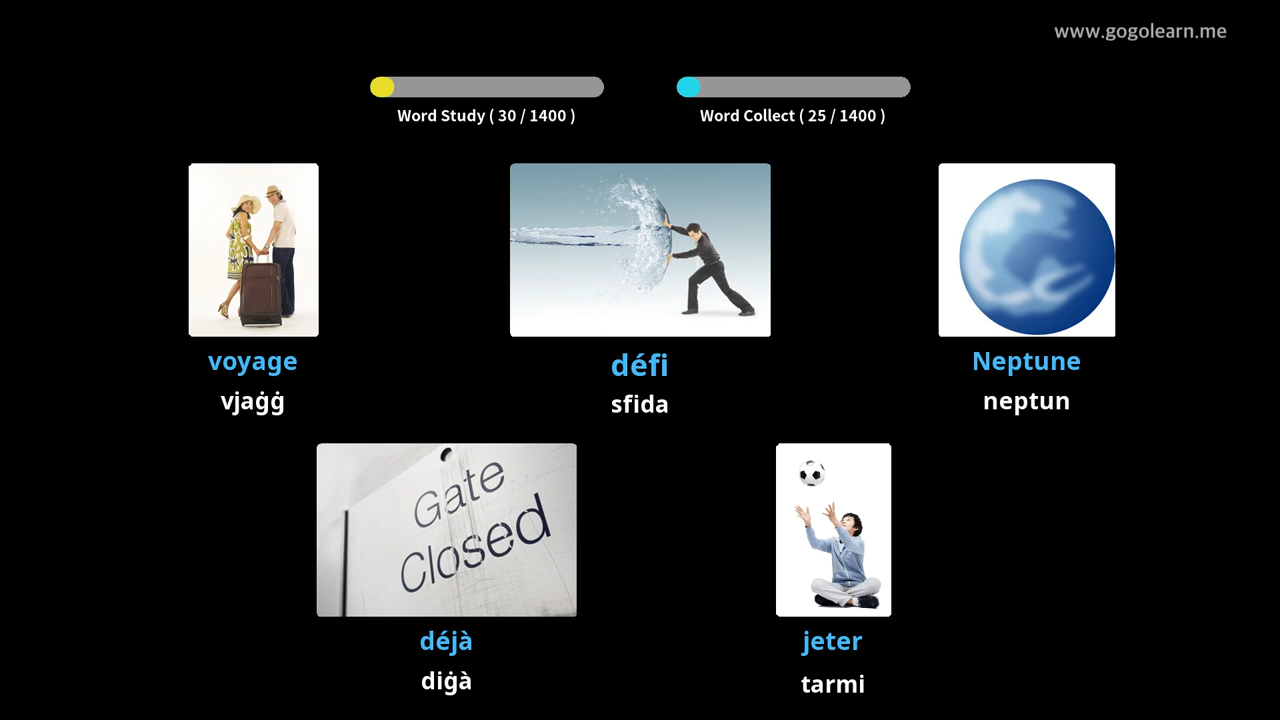 www.gogolearn.me
Word Study ( 30 / 1400 )
Word Collect ( 25 / 1400 )
voyage
vjaġġ
défi
sfida
Neptune
neptun
Gate
Closed
déjà
diġà
jeter
tarmi